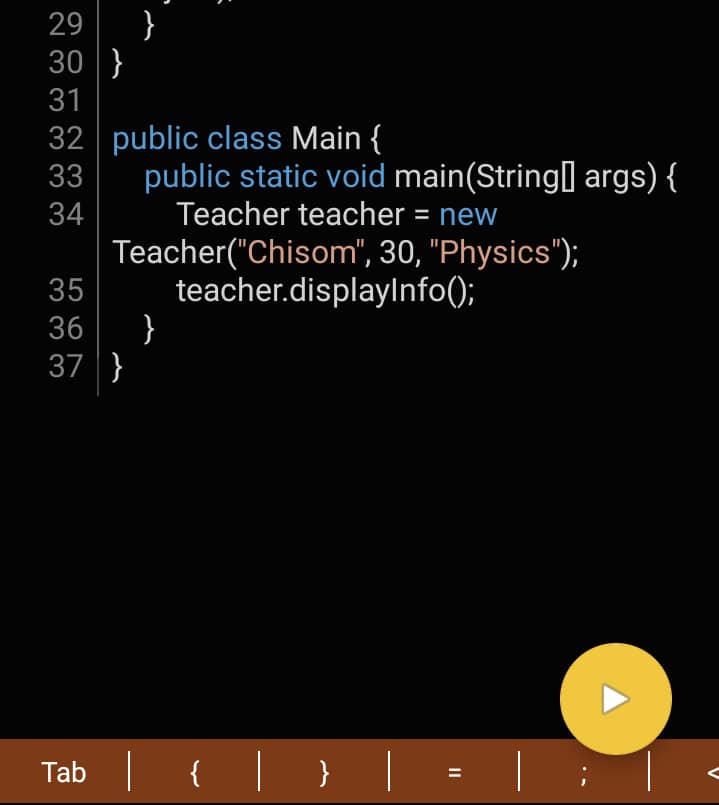 29 }
30 }
31
32 public class Main {
33 public static void main(String[] args) {
34 Teacher teacher = new
Teacher("Chisom", 30, "Physics");
35 teacher.displayInfo();
36 }
37 }
Tab | { | } | = | ; | <